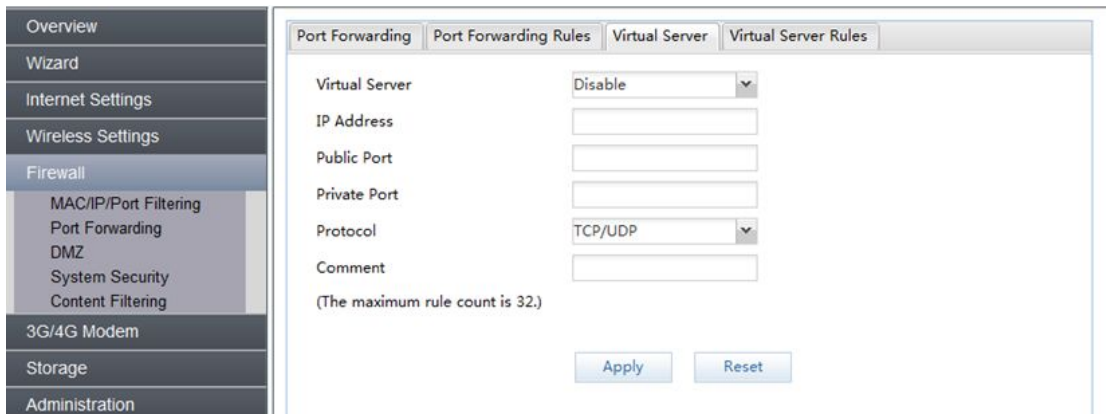 Overview
Wizard
Internet Settings
Wireless Settings
Firewall
MAC/IP/Port Filtering
Port Forwarding
DMZ
System Security
Content Filtering
3G/4G Modem
Storage
Administration
Port Forwarding Port Forwarding Rules Virtual Server Virtual Server Rules
Virtual Server Disable
IP Address
Public Port
Private Port
Protocol TCP/UDP
Comment
(The maximum rule count is 32.)
Apply Reset